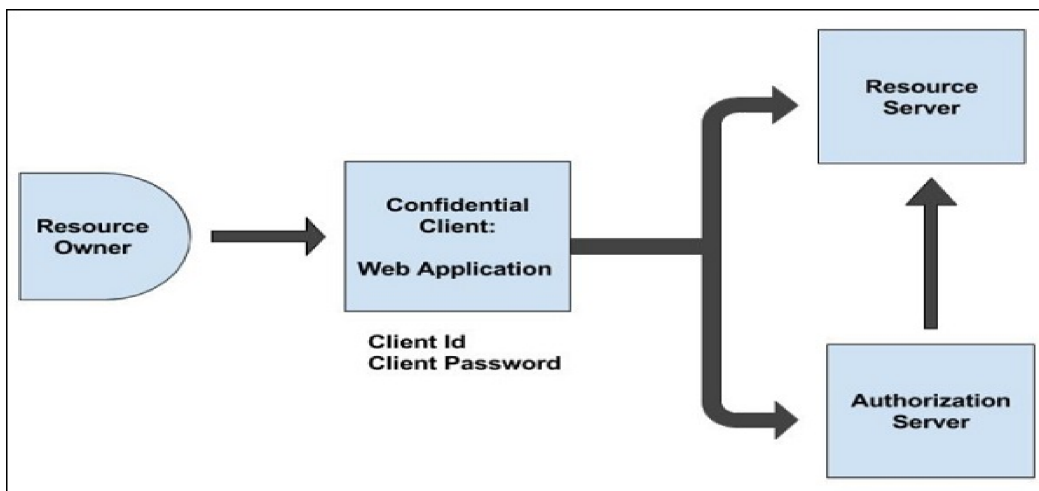 Resource
Owner
Confidential
Client:
Web Application
Client Id
Client Password
Resource
Server
Authorization
Server